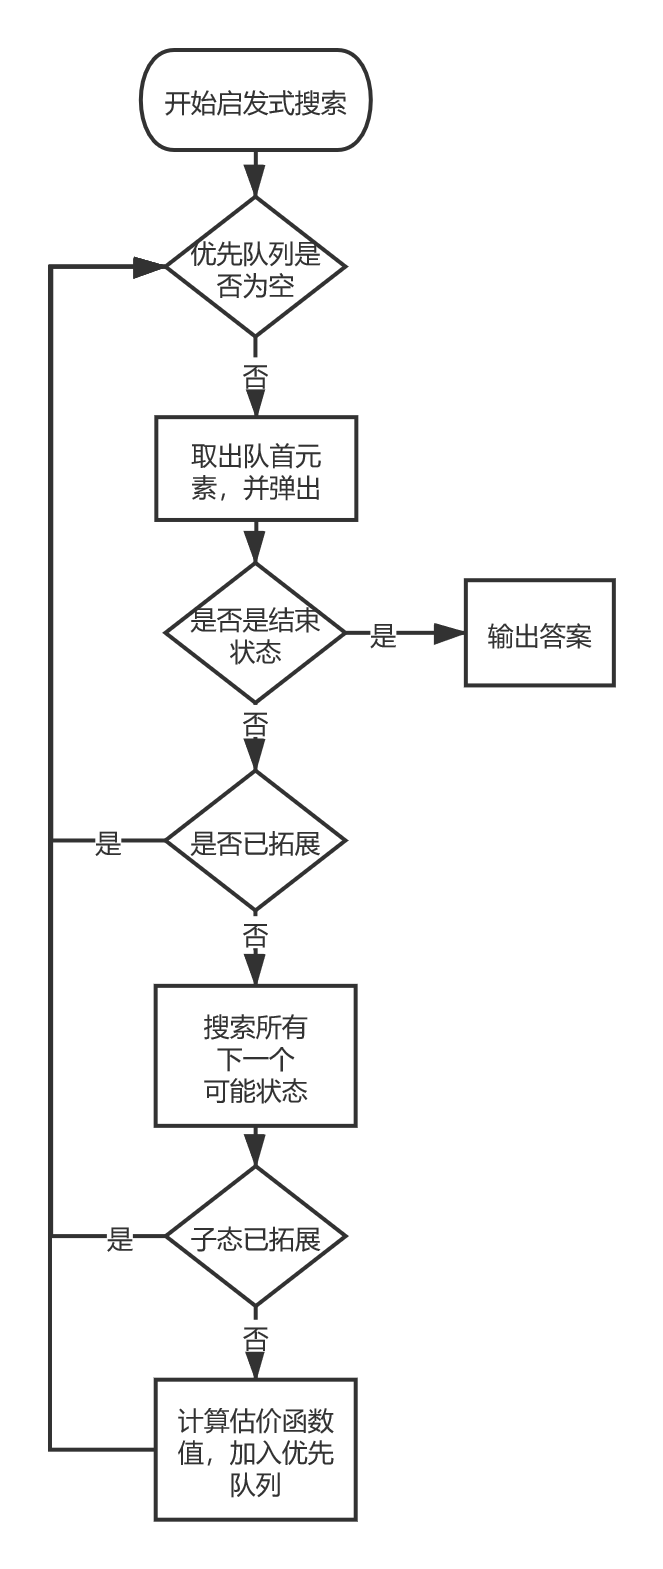 开始启发式搜索
优先队列是
否为空
否
取出队首元
素，并弹出
是否是结束
状态
是
输出答案
否
是否已拓展
是
否
搜索所有
下一个
可能状态
子态已拓展
是
否
计算估价函数
值，加入优先
队列